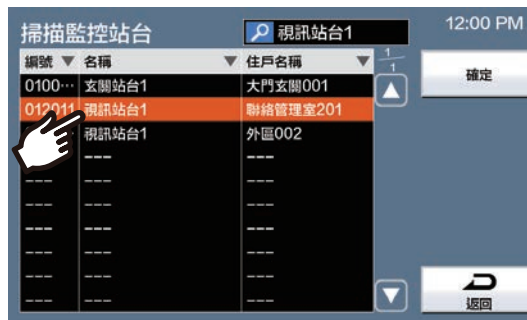 掃描監控站台 視訊站台1 12:00 PM
編號 ▼ 名稱 ▼ 住戶名稱 ▼ 1/1
確定
0100… 玄關站台1 大門玄關001
012011 視訊站台1 聯絡管理室201
視訊站台1 外區002
--- --- ---
--- --- ---
--- --- ---
--- --- ---
--- --- ---
--- --- ---
返回